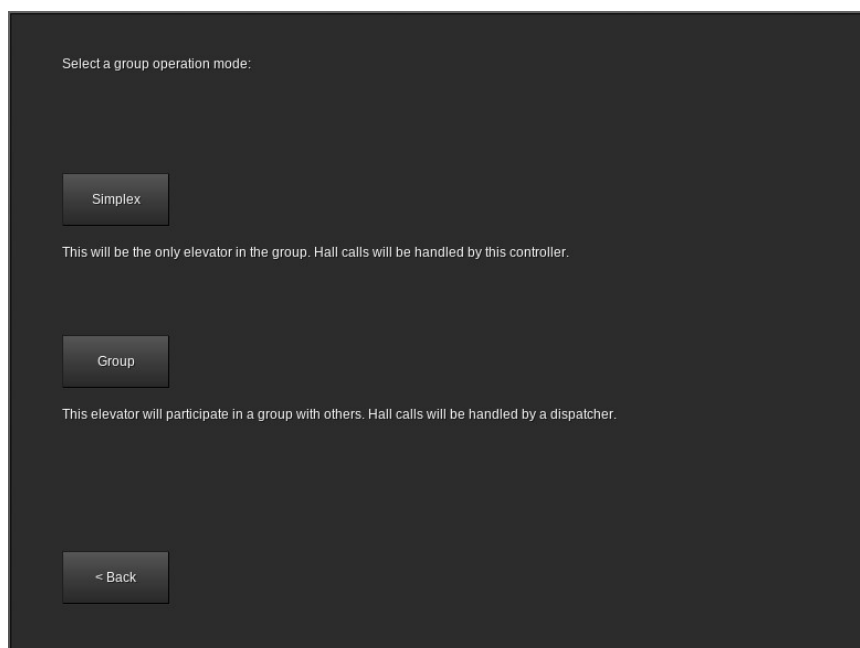 Select a group operation mode:
Simplex
This will be the only elevator in the group. Hall calls will be handled by this controller.
Group
This elevator will participate in a group with others. Hall calls will be handled by a dispatcher.
< Back